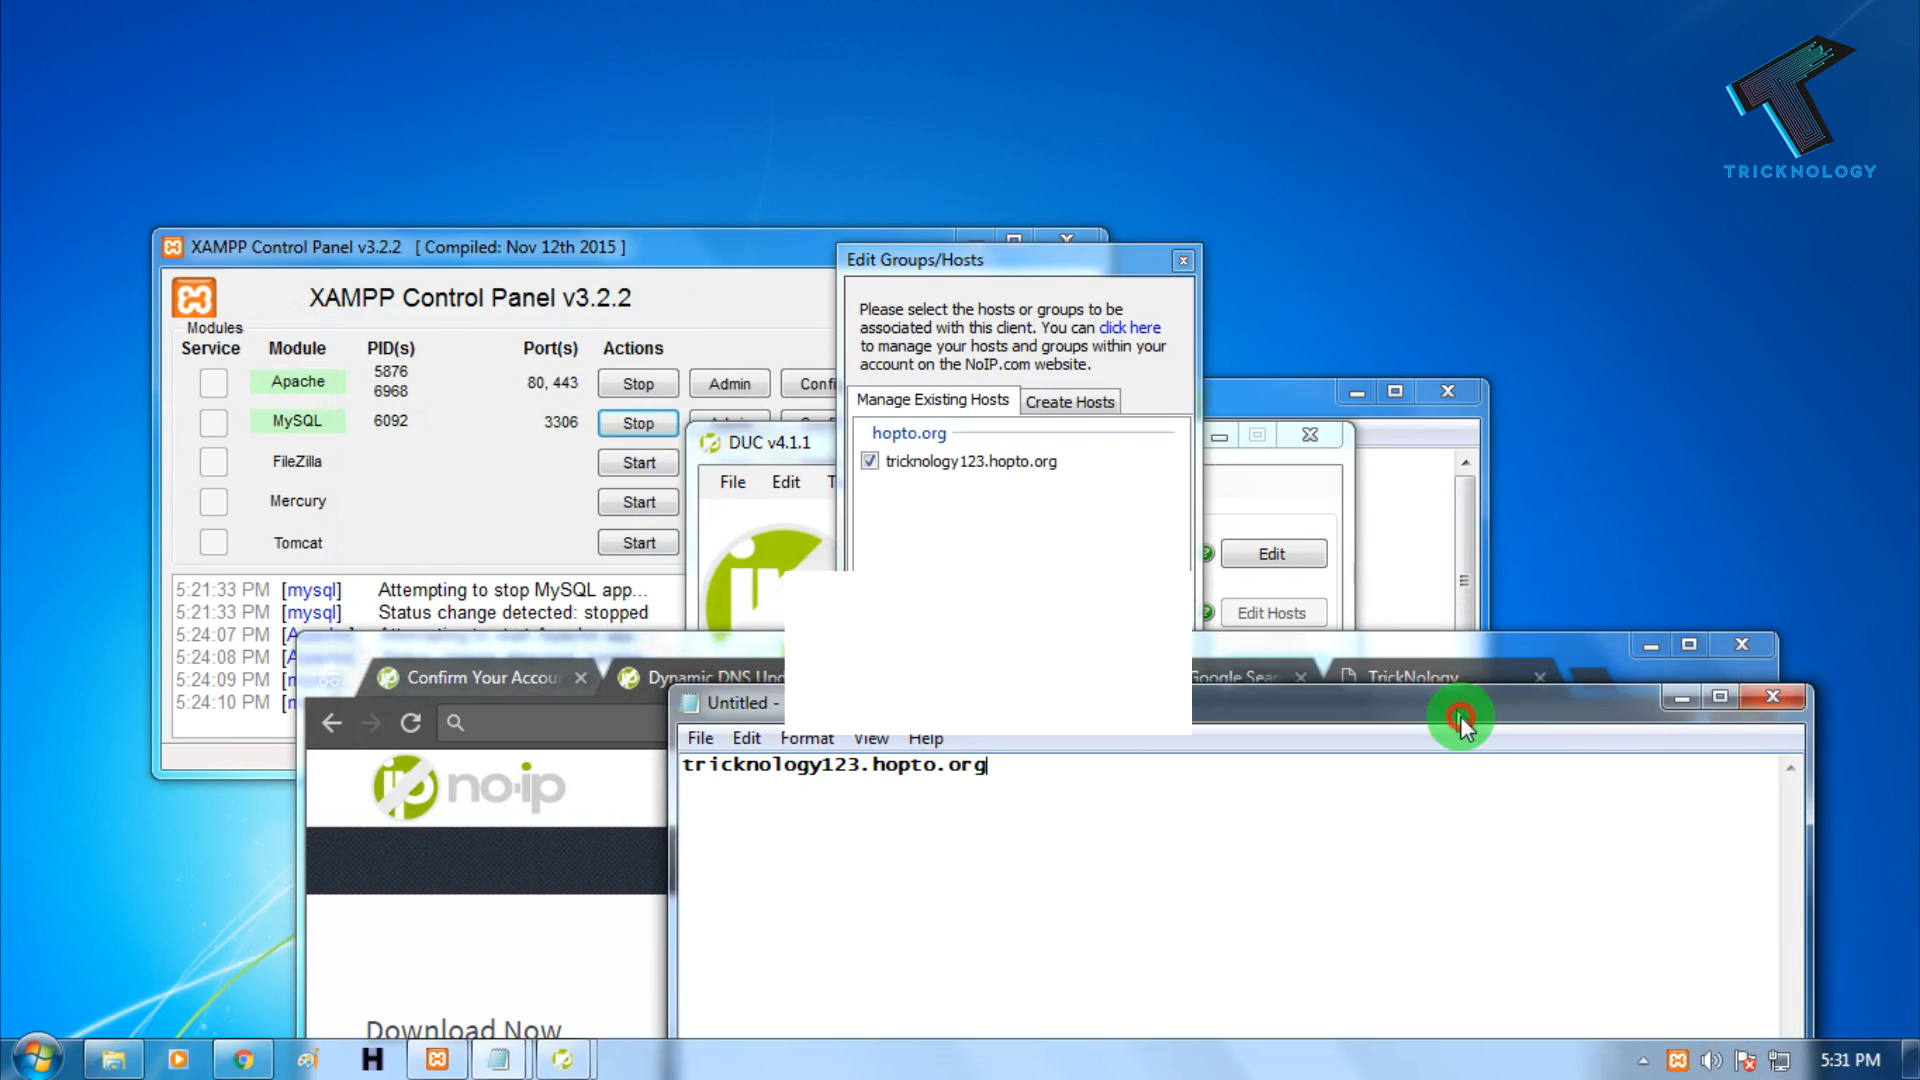 TRICKNOLOGY
XAMPP Control Panel v3.2.2 [ Compiled: Nov 12th 2015 ]
XAMPP Control Panel v3.2.2
Modules
Service Module PID(s) Port(s) Actions
Apache 5876 6968 80, 443 Stop Admin
MySQL 6092 3306 Stop
FileZilla Start
Mercury Start
Tomcat Start
5:21:33 PM [mysql] Attempting to stop MySQL app...
5:21:33 PM [mysql] Status change detected: stopped
5:24:07 PM
5:24:08 PM
5:24:09 PM
5:24:10 PM
Edit Groups/Hosts
Please select the hosts or groups to be
associated with this client. You can click here
to manage your hosts and groups within your
account on the NoIP.com website.
Manage Existing Hosts Create Hosts
hopto.org
tricknology123.hopto.org
DUC v4.1.1
File Edit
Edit
Edit Hosts
Confirm Your Accou
Dynamic DNS Upd
Google Sear
TrickNology
no-ip
Download Now
Untitled -
File Edit Format View Help
tricknology123.hopto.org
5:31 PM